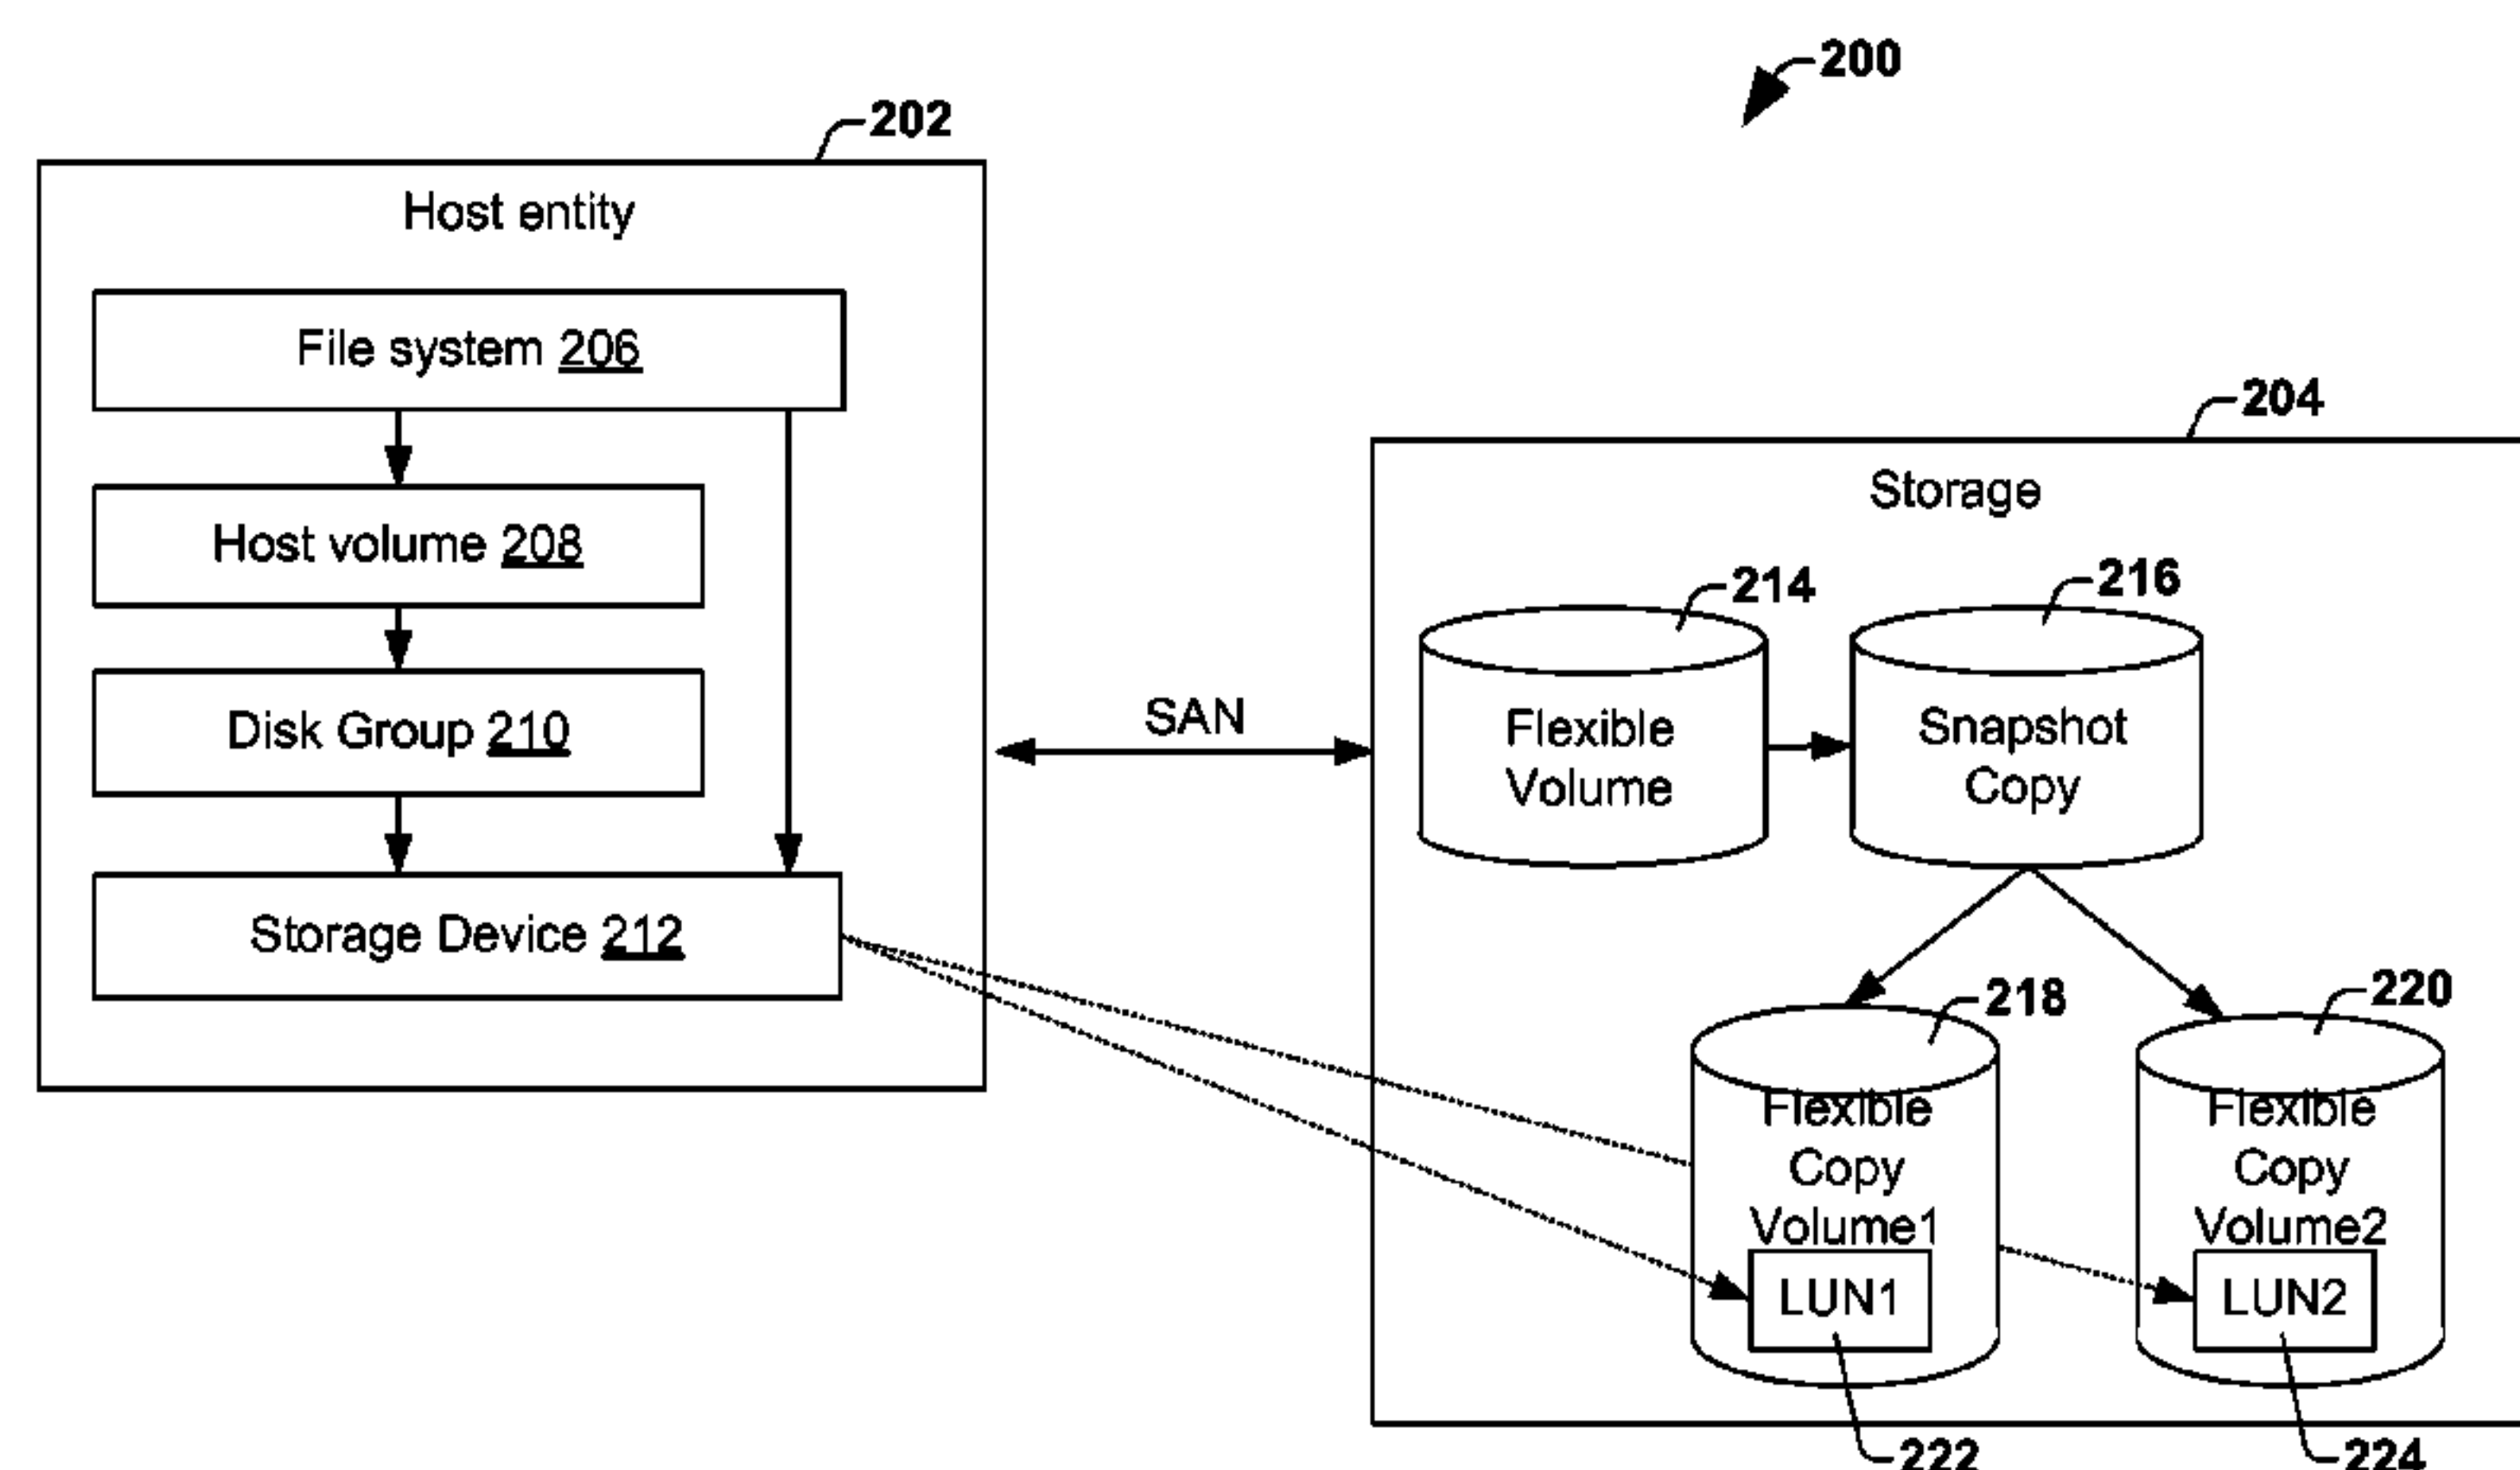 200
202
Host entity
File system 206
Host volume 208
Disk Group 210
Storage Device 212
SAN
204
Storage
214
216
Flexible
Volume
Snapshot
Copy
218
220
Flexible
Copy
Volume1
LUN1
Flexible
Copy
Volume2
LUN2
222
224